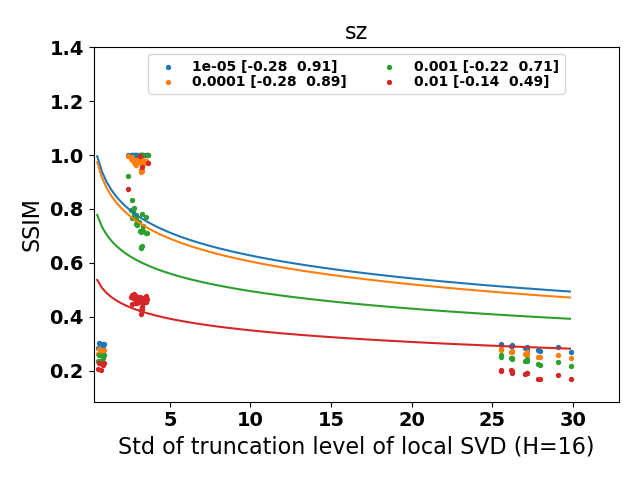 sz
1e-05 [-0.28  0.91]
0.0001 [-0.28  0.89]
0.001 [-0.22  0.71]
0.01 [-0.14  0.49]
1.4
1.2
1.0
0.8
0.6
0.4
0.2
SSIM
5 10 15 20 25 30
Std of truncation level of local SVD (H=16)